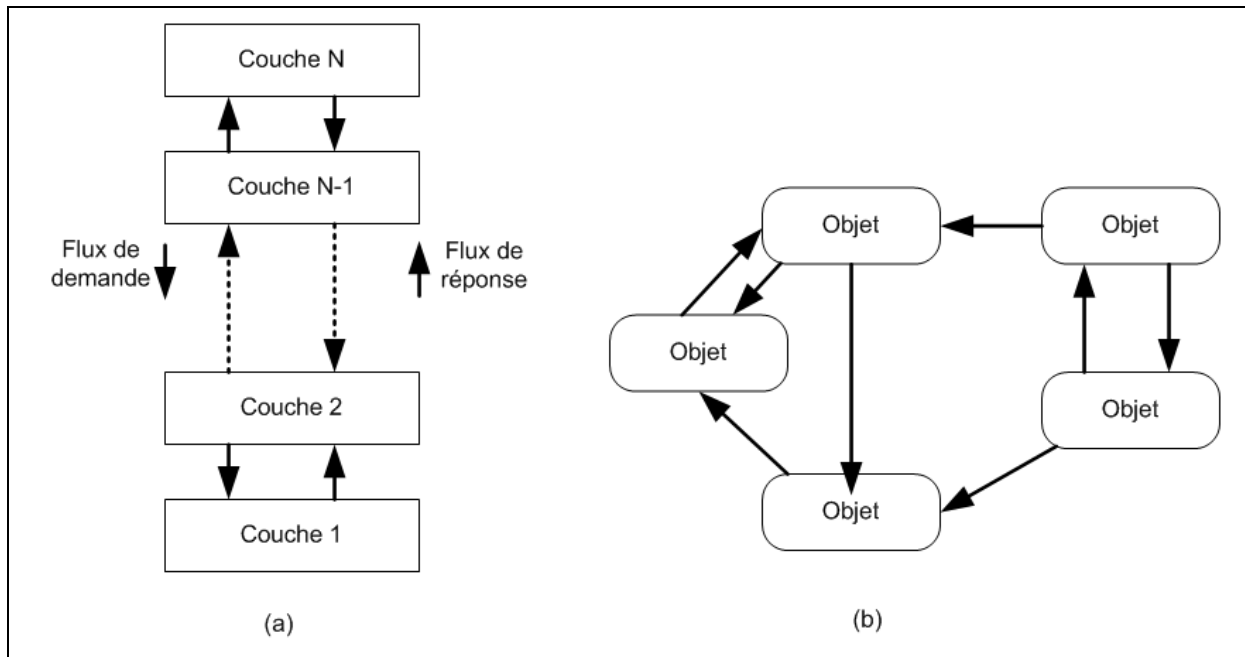 Couche N
Couche N-1
Flux de
demande
Flux de
réponse
Couche 2
Couche 1
(a)
Objet
Objet
Objet
Objet
Objet
(b)